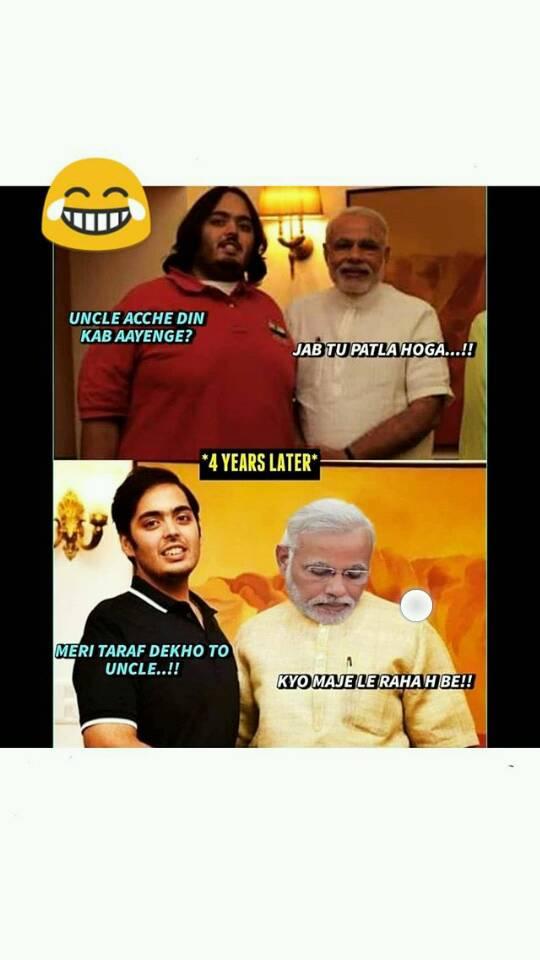 UNCLE ACCHE DIN
KAB AAYENGE?
JAB TU PATLA HOGA...!!
*4 YEARS LATER*
MERI TARAF DEKHO TO
UNCLE..!!
KYO MAJE LE RAHA H BE!!